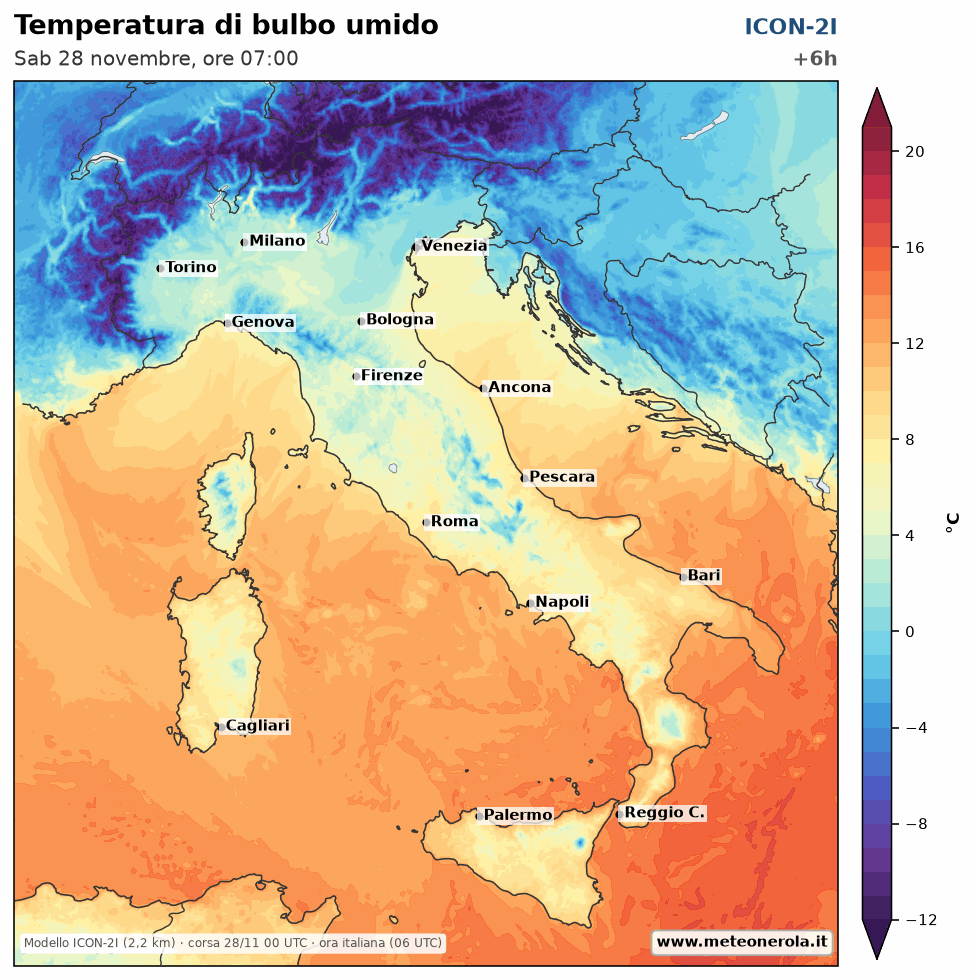 Temperatura di bulbo umido
ICON-2I
Sab 28 novembre, ore 07:00
+6h
20
16
12
8
4
0
−4
−8
−12
°C
Milano
Venezia
Torino
Genova
Bologna
Firenze
Ancona
Pescara
Roma
Bari
Napoli
Cagliari
Palermo
Reggio C.
Modello ICON-2I (2,2 km) · corsa 28/11 00 UTC · ora italiana (06 UTC)
www.meteonerola.it